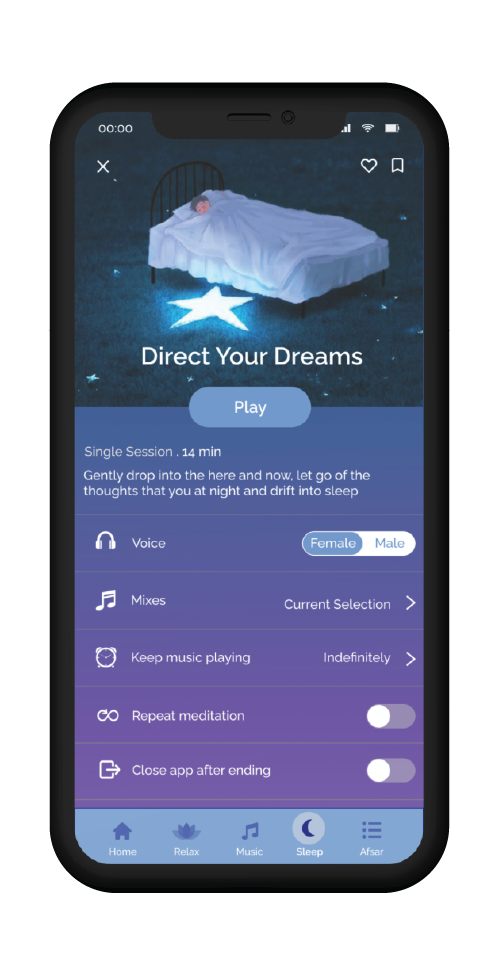 00:00
Direct Your Dreams
Play
Single Session . 14 min
Gently drop into the here and now, let go of the
thoughts that you at night and drift into sleep
Voice Female Male
Mixes Current Selection
Keep music playing Indefinitely
Repeat meditation
Close app after ending
Home Relax Music Sleep Afsar